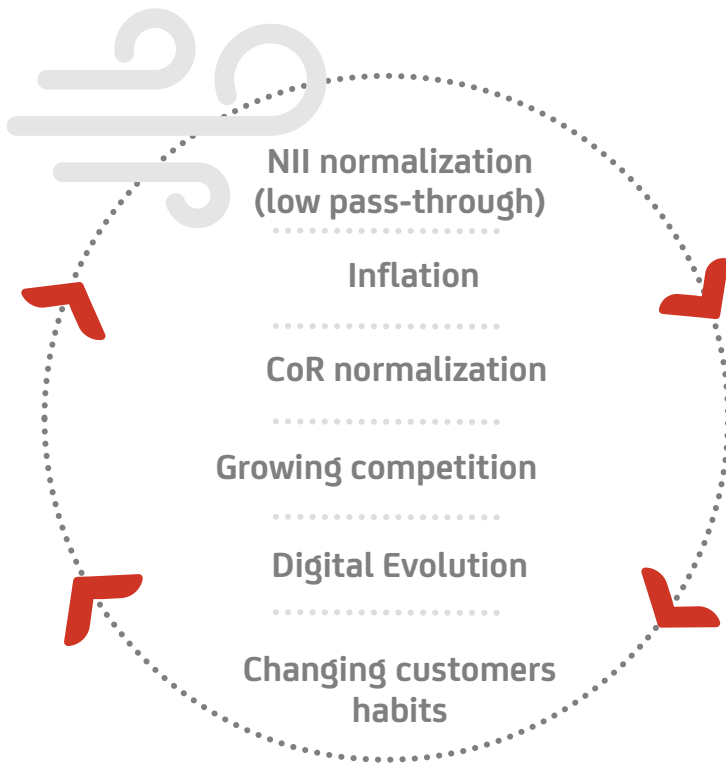 NII normalization
(low pass-through)
Inflation
CoR normalization
Growing competition
Digital Evolution
Changing customers
habits